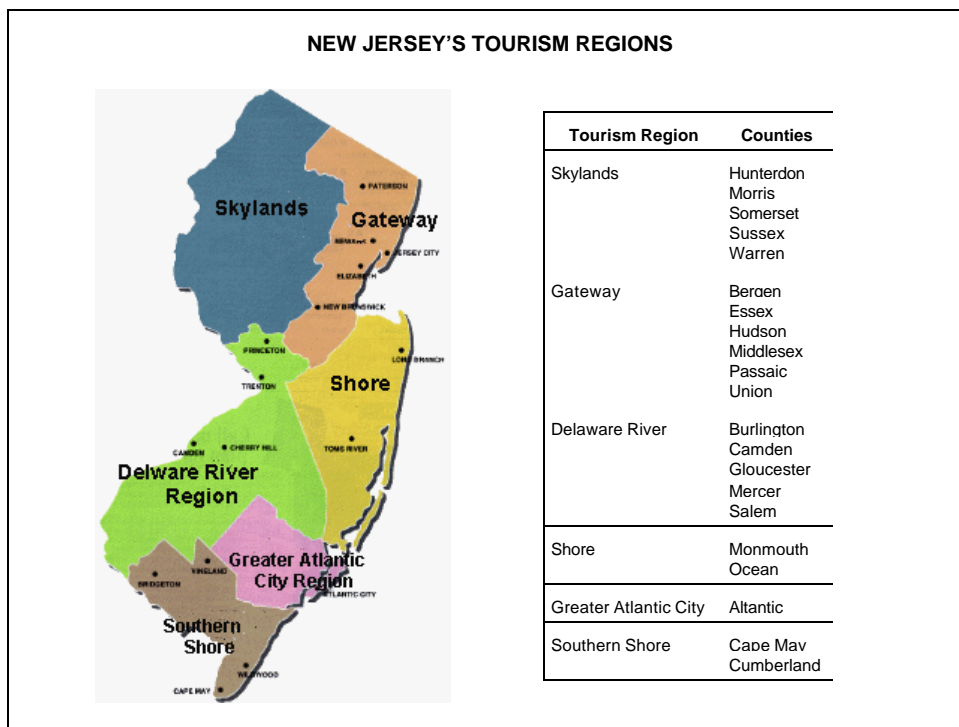 NEW JERSEY'S TOURISM REGIONS
Skylands
PATERSON
Gateway
NEWARK
JERSEY CITY
ELIZABETH
NEW BRUNSWICK
PRINCETON
LONG BRANCH
TRENTON
Shore
TOMS RIVER
CAMDEN
CHERRY HILL
Delware River
Region
Greater Atlantic
City Region
VINELAND
BRIDGETON
ATLANTIC CITY
Southern
Shore
WILDWOOD
CAPE MAY
Tourism Region Counties
Skylands Hunterdon
Morris
Somerset
Sussex
Warren
Gateway Bergen
Essex
Hudson
Middlesex
Passaic
Union
Delaware River Burlington
Camden
Gloucester
Mercer
Salem
Shore Monmouth
Ocean
Greater Atlantic City Altantic
Southern Shore Cape May
Cumberland